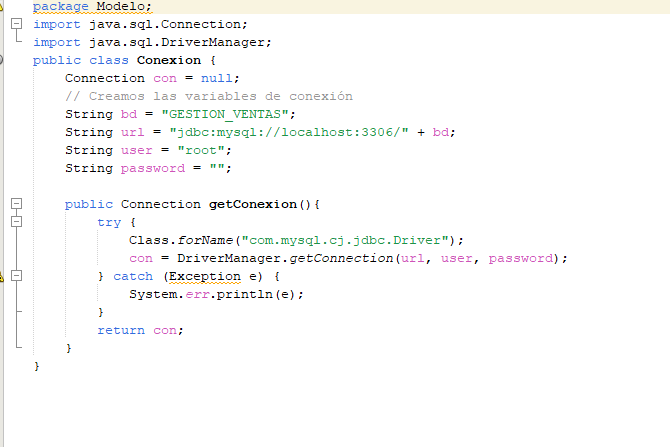 package Modelo;
import java.sql.Connection;
import java.sql.DriverManager;
public class Conexion {
    Connection con = null;
    // Creamos las variables de conexión
    String bd = "GESTION_VENTAS";
    String url = "jdbc:mysql://localhost:3306/" + bd;
    String user = "root";
    String password = "";

    public Connection getConexion(){
        try {
            Class.forName("com.mysql.cj.jdbc.Driver");
            con = DriverManager.getConnection(url, user, password);
        } catch (Exception e) {
            System.err.println(e);
        }
        return con;
    }
}